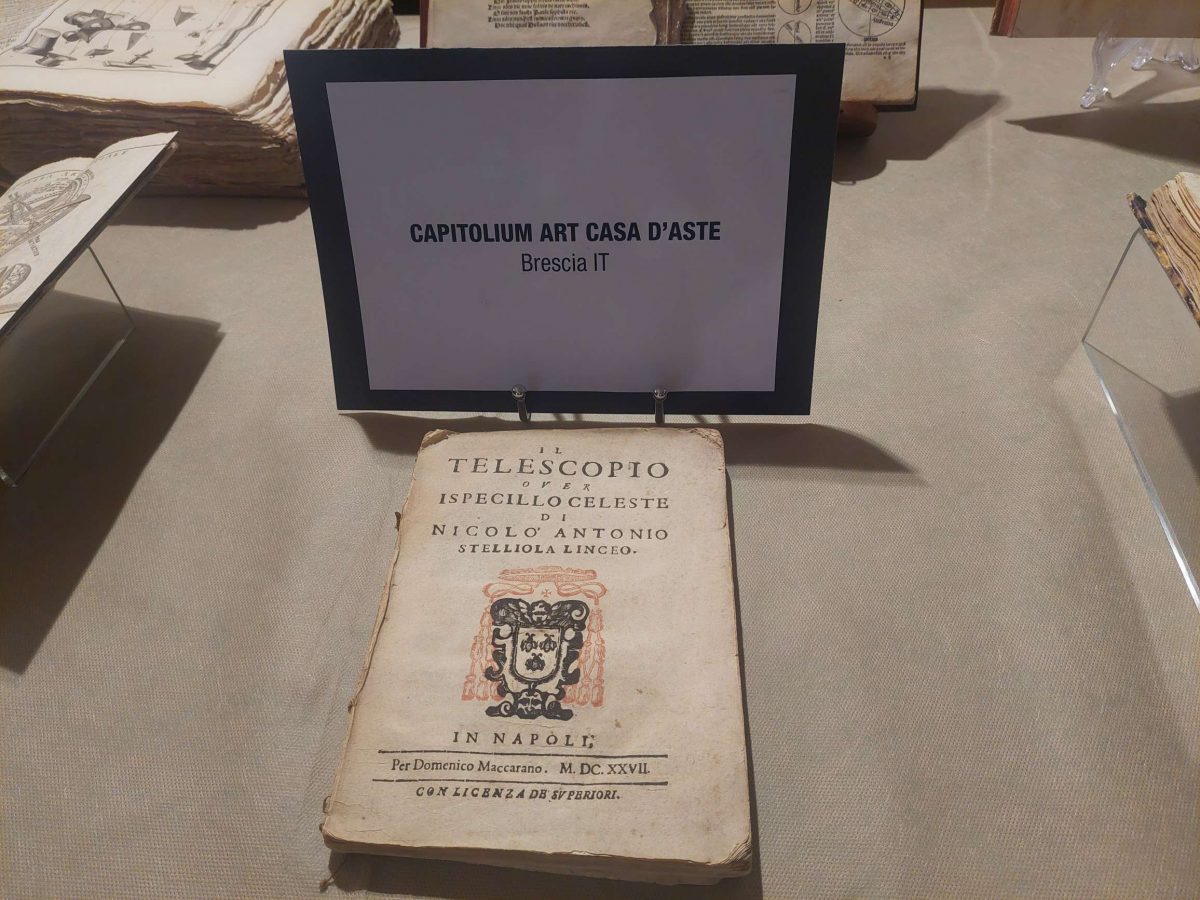 CAPITOLIUM ART CASA D'ASTE
Brescia IT
IL
TELESCOPIO
OVER
ISPECILLO CELESTE
DI
NICOLO' ANTONIO
STELLIOLA LINCEO.
IN NAPOLI,
Per Domenico Maccarano. M. DC. XXVII.
CON LICENZA DE SVPERIORI.